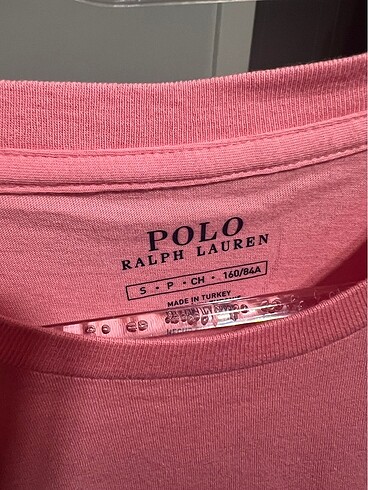 POLO
RALPH LAUREN
S • P • CH • 160/84A
MADE IN TURKEY